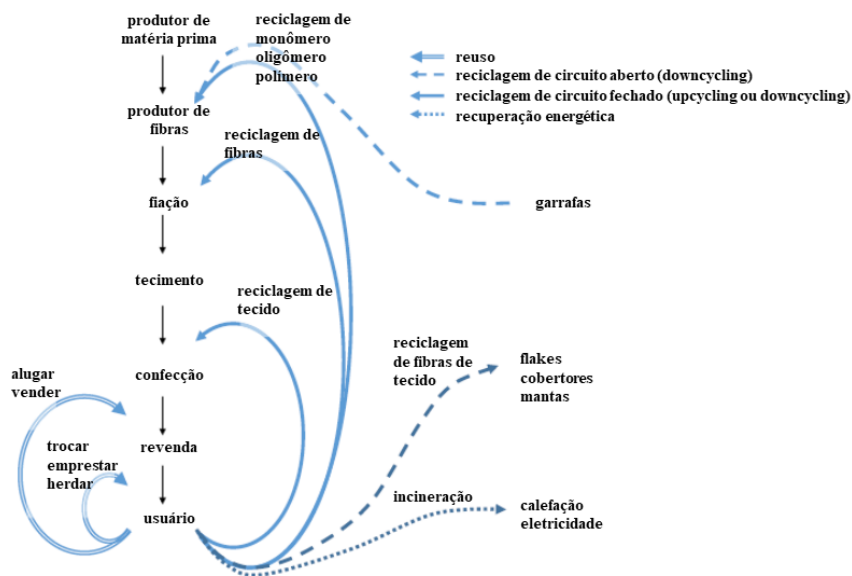 produtor de
matéria prima
reciclagem de
monômero
oligômero
polímero
reuso
reciclagem de circuito aberto (downcycling)
reciclagem de circuito fechado (upcycling ou downcycling)
recuperação energética
produtor de
fibras
reciclagem de
fibras
fiação
garrafas
tecimento
reciclagem de
tecido
confecção
reciclagem
de fibras de
tecido
flakes
cobertores
mantas
alugar
vender
revenda
trocar
emprestar
herdar
usuário
incineração
calefação
eletricidade